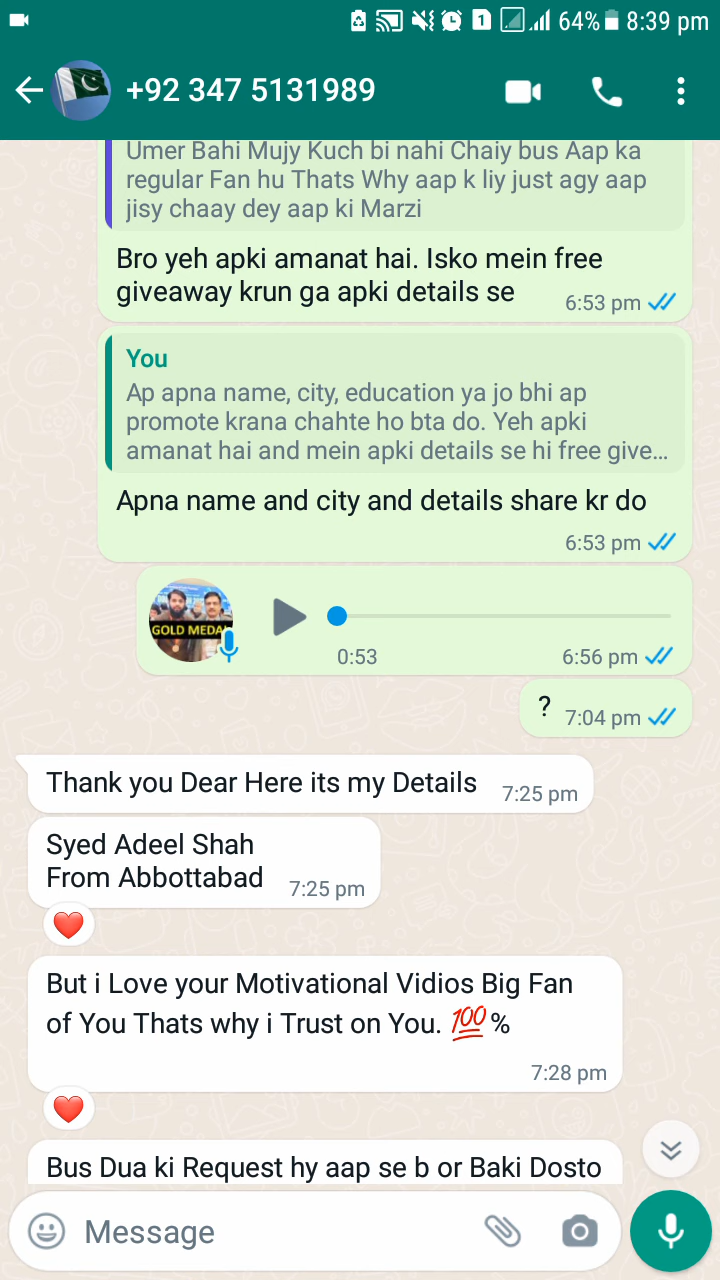 1 64% 8:39 pm
+92 347 5131989
Umer Bahi Mujy Kuch bi nahi Chaiy bus Aap ka
regular Fan hu Thats Why aap k liy just agy aap
jisy chaay dey aap ki Marzi
Bro yeh apki amanat hai. Isko mein free
giveaway krun ga apki details se
6:53 pm
You
Ap apna name, city, education ya jo bhi ap
promote krana chahte ho bta do. Yeh apki
amanat hai and mein apki details se hi free give...
Apna name and city and details share kr do
6:53 pm
GOLD MEDA
0:53 6:56 pm
? 7:04 pm
Thank you Dear Here its my Details 7:25 pm
Syed Adeel Shah
From Abbottabad 7:25 pm
But i Love your Motivational Vidios Big Fan
of You Thats why i Trust on You. 💯%
7:28 pm
Bus Dua ki Request hy aap se b or Baki Dosto
Message